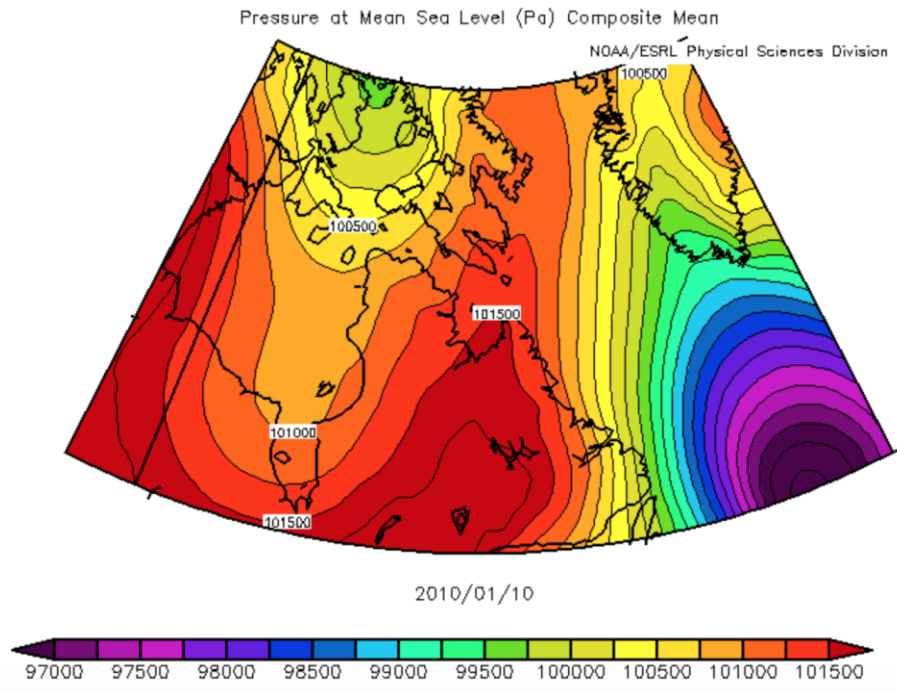 Pressure at Mean Sea Level (Pa) Composite Mean
NOAA/ESRL Physical Sciences Division
100500
100500
101500
101000
101500
2010/01/10
97000 97500 98000 98500 99000 99500 100000 100500 101000 101500